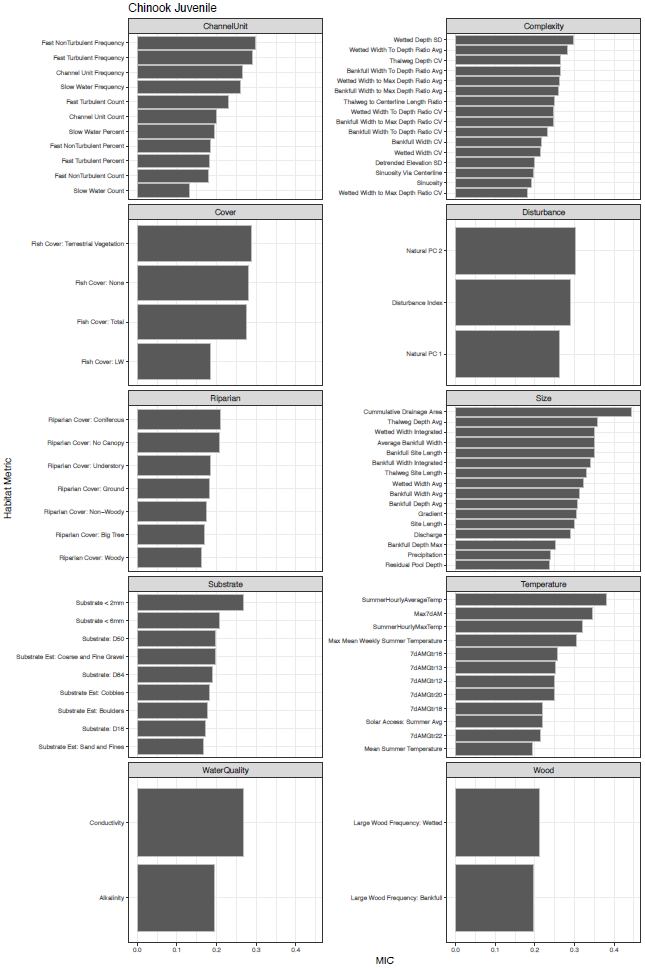 Chinook Juvenile
ChannelUnit
Fast NonTurbulent Frequency
Fast Turbulent Frequency
Channel Unit Frequency
Slow Water Frequency
Fast Turbulent Count
Channel Unit Count
Slow Water Percent
Fast NonTurbulent Percent
Fast Turbulent Percent
Fast NonTurbulent Count
Slow Water Count
Complexity
Wetted Depth SD
Wetted Width To Depth Ratio Avg
Thalweg Depth CV
Bankfull Width To Depth Ratio Avg
Wetted Width to Max Depth Ratio Avg
Bankfull Width to Max Depth Ratio Avg
Thalweg to Centerline Length Ratio
Wetted Width To Depth Ratio CV
Bankfull Width to Max Depth Ratio CV
Bankfull Width To Depth Ratio CV
Bankfull Width CV
Wetted Width CV
Detrended Elevation SD
Sinuosity Via Centerline
Sinuosity
Wetted Width to Max Depth Ratio CV
Cover
Fish Cover: Terrestrial Vegetation
Fish Cover: None
Fish Cover: Total
Fish Cover: LW
Disturbance
Natural PC 2
Disturbance Index
Natural PC 1
Riparian
Riparian Cover: Coniferous
Riparian Cover: No Canopy
Riparian Cover: Understory
Riparian Cover: Ground
Riparian Cover: Non-Woody
Riparian Cover: Big Tree
Riparian Cover: Woody
Size
Cummulative Drainage Area
Thalweg Depth Avg
Wetted Width Integrated
Average Bankfull Width
Bankfull Site Length
Bankfull Width Integrated
Thalweg Site Length
Wetted Width Avg
Bankfull Width Avg
Bankfull Depth Avg
Gradient
Site Length
Discharge
Bankfull Depth Max
Precipitation
Residual Pool Depth
Substrate
Substrate < 2mm
Substrate < 6mm
Substrate: D50
Substrate Est: Coarse and Fine Gravel
Substrate: D84
Substrate Est: Cobbles
Substrate Est: Boulders
Substrate: D16
Substrate Est: Sand and Fines
Temperature
SummerHourlyAverageTemp
Max7dAM
SummerHourlyMaxTemp
Max Mean Weekly Summer Temperature
7dAMGtr16
7dAMGtr13
7dAMGtr12
7dAMGtr20
7dAMGtr18
Solar Access: Summer Avg
7dAMGtr22
Mean Summer Temperature
WaterQuality
Conductivity
Alkalinity
Wood
Large Wood Frequency: Wetted
Large Wood Frequency: Bankfull
0.0 0.1 0.2 0.3 0.4
0.0 0.1 0.2 0.3 0.4
MIC
Habitat Metric